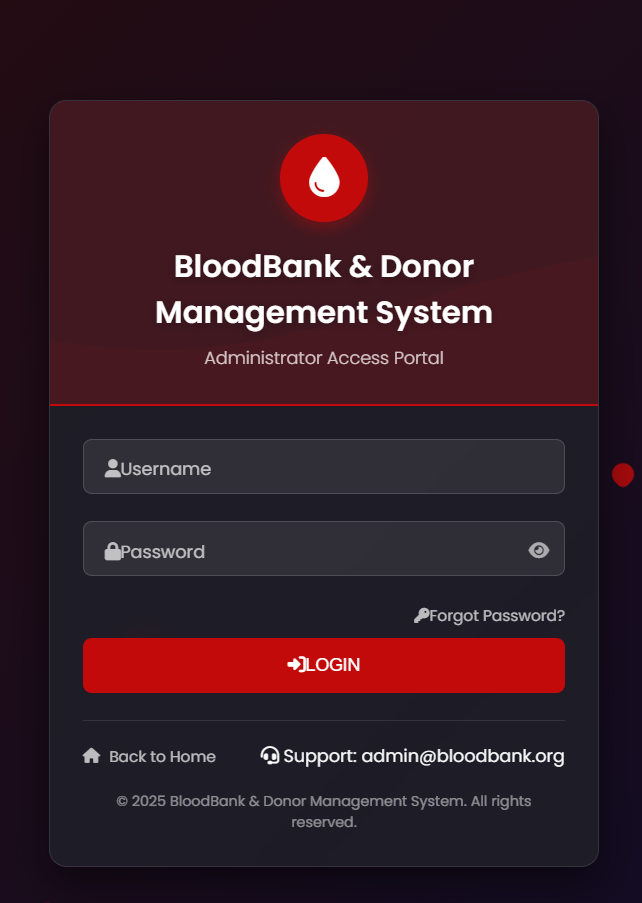 BloodBank & Donor
Management System
Administrator Access Portal
Username
Password
Forgot Password?
LOGIN
Back to Home
Support: admin@bloodbank.org
© 2025 BloodBank & Donor Management System. All rights
reserved.